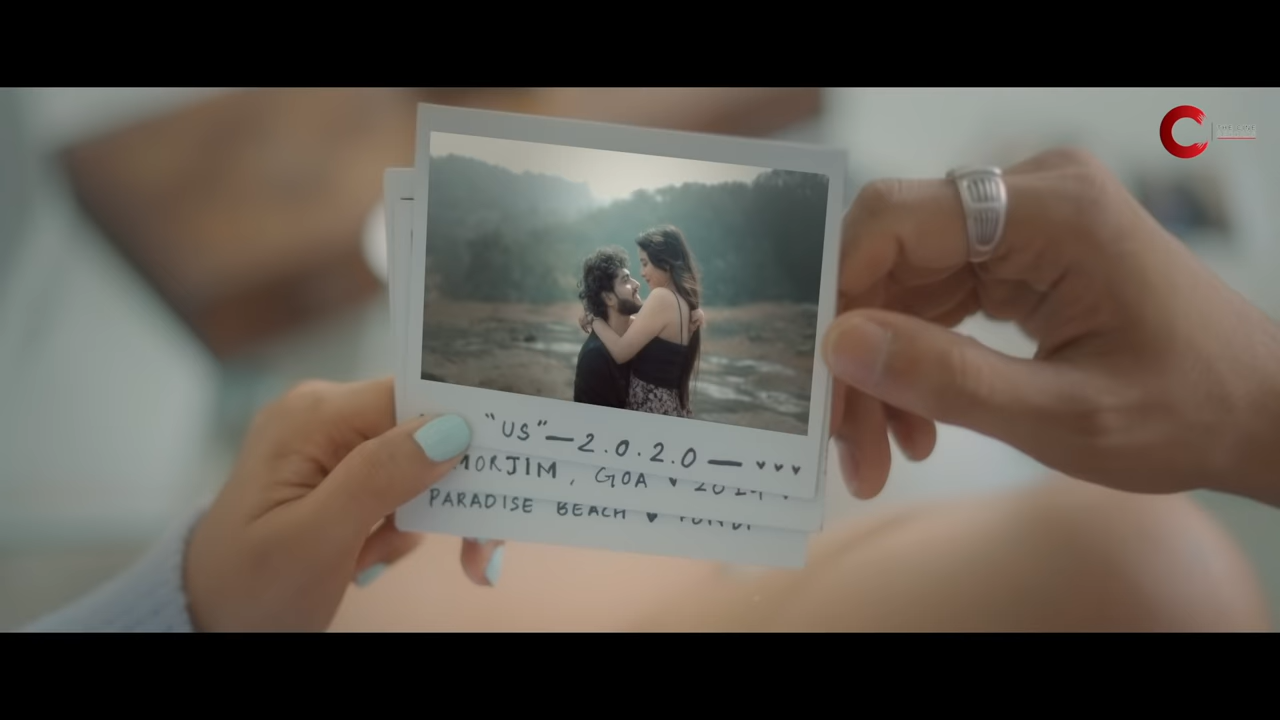 "US"—2.0.2.0 — ♥♥♥
MORJIM, GOA ♥
PARADISE BEACH ♥